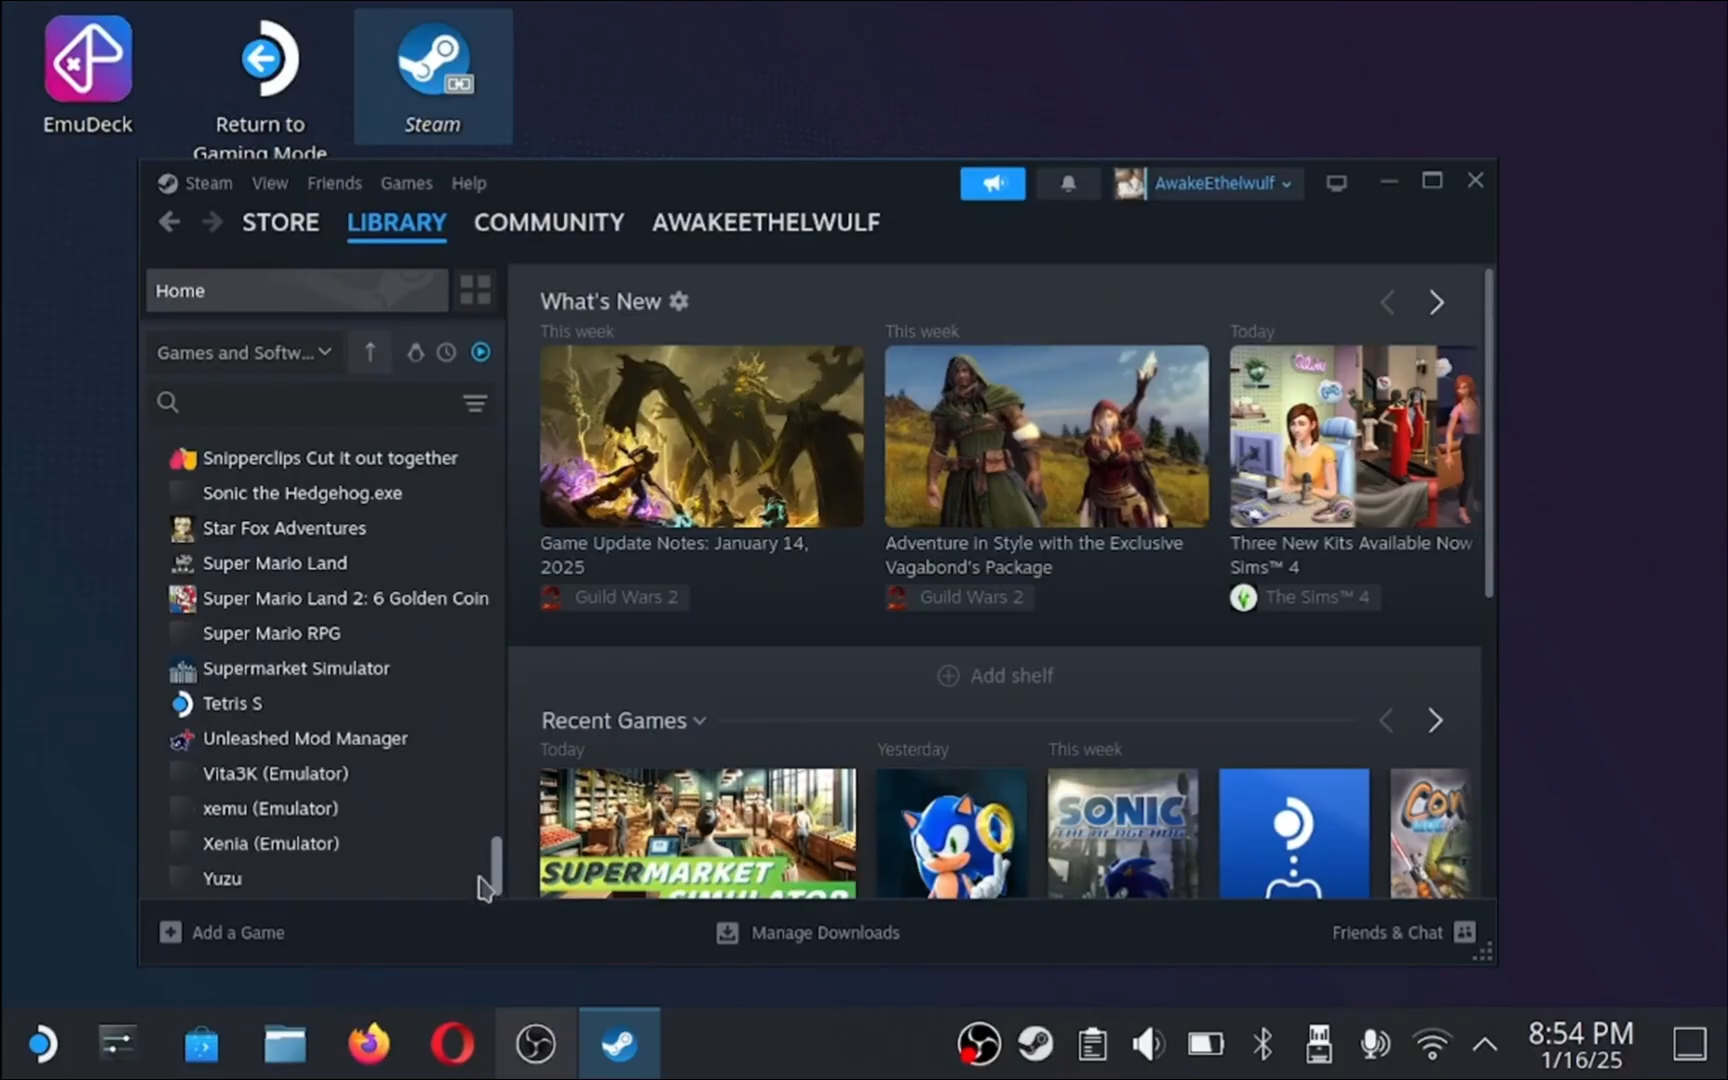 EmuDeck
Return to
Gaming Mode
Steam
Steam View Friends Games Help
AwakeEthelwulf
STORE LIBRARY COMMUNITY AWAKEETHELWULF
Home
Games and Softw...
Snipperclips Cut it out together
Sonic the Hedgehog.exe
Star Fox Adventures
Super Mario Land
Super Mario Land 2: 6 Golden Coin
Super Mario RPG
Supermarket Simulator
Tetris S
Unleashed Mod Manager
Vita3K (Emulator)
xemu (Emulator)
Xenia (Emulator)
Yuzu
What's New
This week
Game Update Notes: January 14,
2025
Guild Wars 2
This week
Adventure in Style with the Exclusive
Vagabond's Package
Guild Wars 2
Today
Three New Kits Available Now
Sims™ 4
The Sims™ 4
Add shelf
Recent Games
Today
SUPERMARKET
SIMULATOR
Yesterday
This week
SONIC
THE HEDGEHOG
Con
Add a Game
Manage Downloads
Friends & Chat
8:54 PM
1/16/25